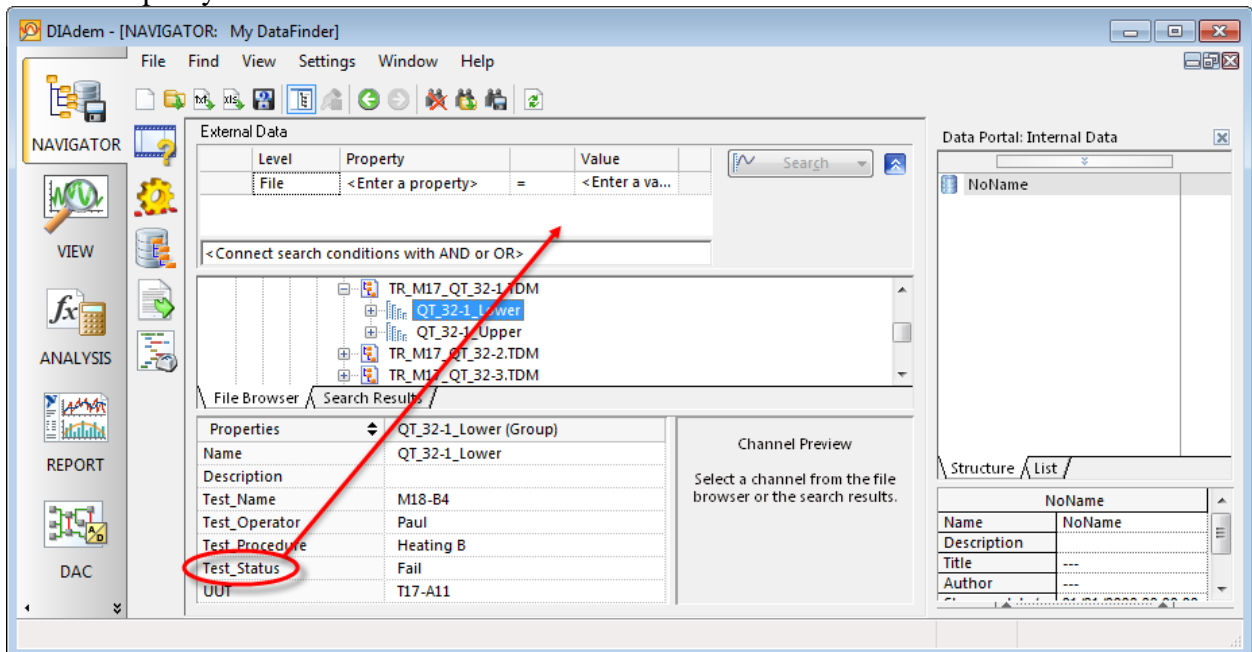 DIAdem - [NAVIGATOR: My DataFinder]
File Find View Settings Window Help
NAVIGATOR
VIEW
ANALYSIS
REPORT
DAC
External Data
Level Property Value
File <Enter a property> = <Enter a va...
Search
<Connect search conditions with AND or OR>
TR_M17_QT_32-1.TDM
QT_32-1_Lower
QT_32-1_Upper
TR_M17_QT_32-2.TDM
TR_M17_QT_32-3.TDM
File Browser Search Results
Properties QT_32-1_Lower (Group)
Name QT_32-1_Lower
Description
Test_Name M18-B4
Test_Operator Paul
Test_Procedure Heating B
Test_Status Fail
UUT T17-A11
Channel Preview
Select a channel from the file
browser or the search results.
Data Portal: Internal Data
NoName
Structure List
NoName
Name NoName
Description
Title ---
Author ---